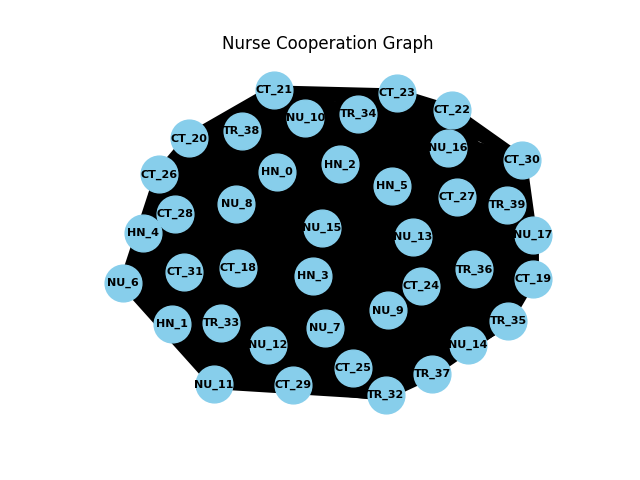 Nurse Cooperation Graph
CT_21
CT_23
CT_22
NU_10
TR_34
TR_38
CT_20
NU_16
CT_30
HN_2
HN_0
CT_26
HN_5
CT_27
NU_8
TR_39
CT_28
NU_15
HN_4
NU_17
NU_13
CT_18
TR_36
CT_31
HN_3
CT_19
NU_6
CT_24
NU_9
TR_35
TR_33
HN_1
NU_7
NU_12
NU_14
CT_25
TR_37
NU_11
CT_29
TR_32